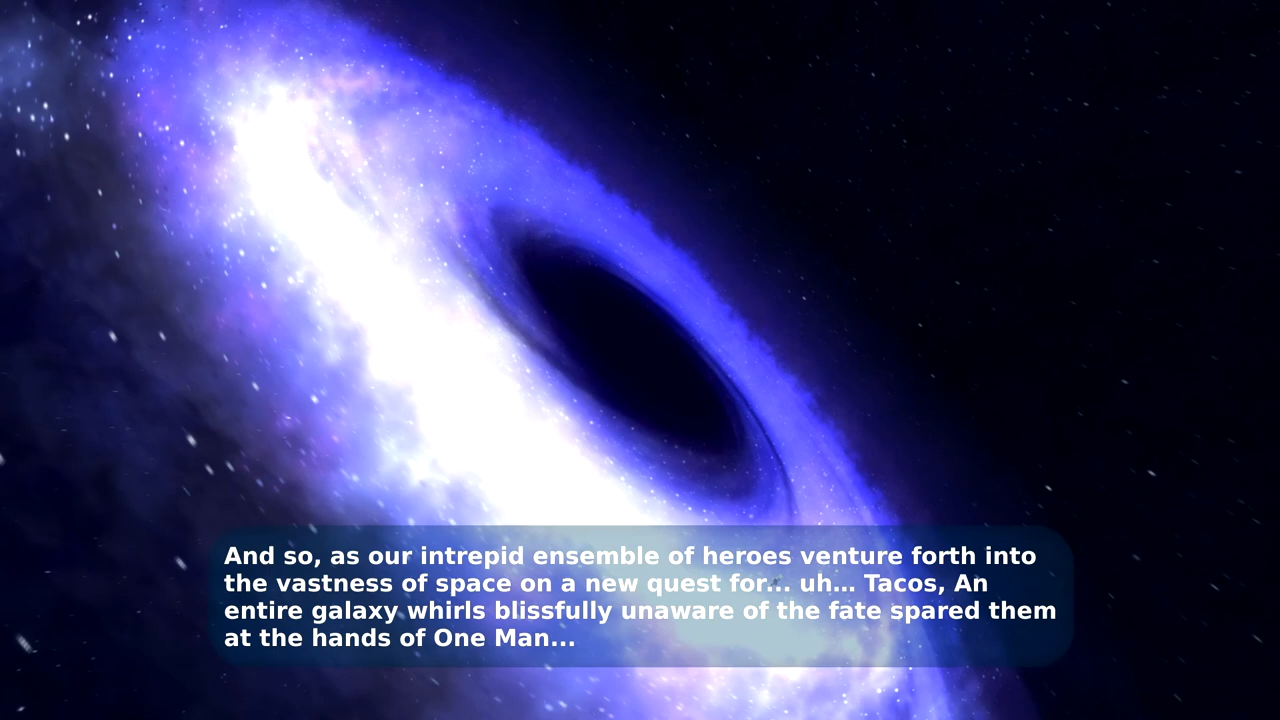 And so, as our intrepid ensemble of heroes venture forth into
the vastness of space on a new quest for... uh... Tacos, An
entire galaxy whirls blissfully unaware of the fate spared them
at the hands of One Man...